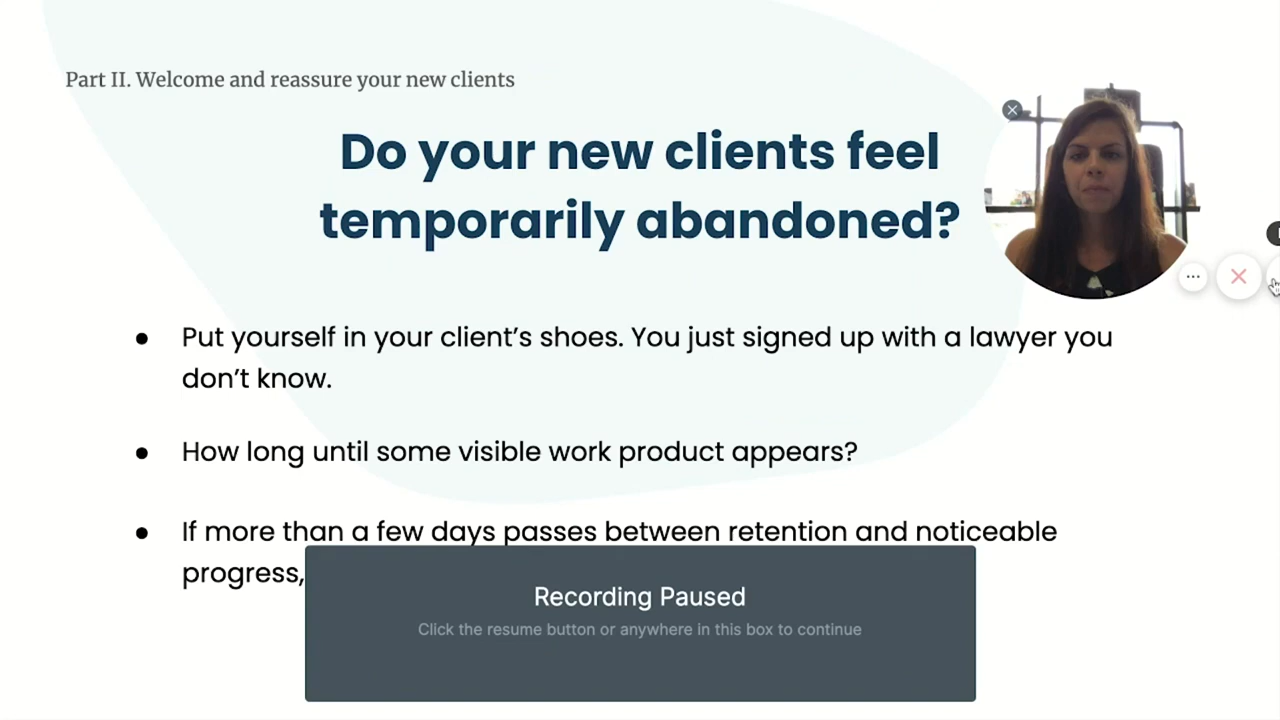 Part II. Welcome and reassure your new clients
Do your new clients feel
temporarily abandoned?
● Put yourself in your client’s shoes. You just signed up with a lawyer you
don’t know.
● How long until some visible work product appears?
● If more than a few days passes between retention and noticeable
progress,
Recording Paused
Click the resume button or anywhere in this box to continue